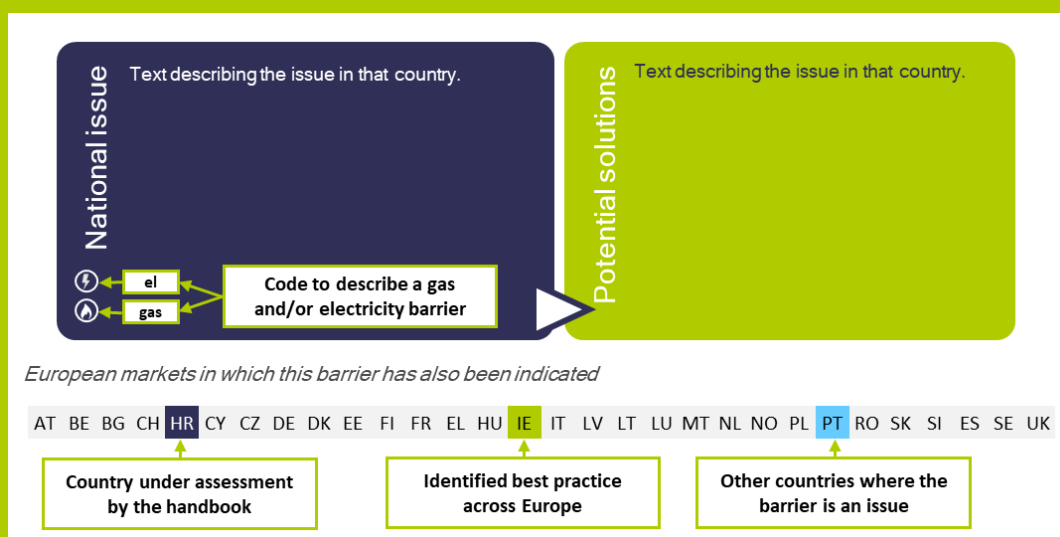 National issue
Text describing the issue in that country.
el
gas
Code to describe a gas
and/or electricity barrier
Potential solutions
Text describing the issue in that country.
European markets in which this barrier has also been indicated
AT BE BG CH HR CY CZ DE DK EE FI FR EL HU IE IT LV LT LU MT NL NO PL PT RO SK SI ES SE UK
Country under assessment
by the handbook
Identified best practice
across Europe
Other countries where the
barrier is an issue